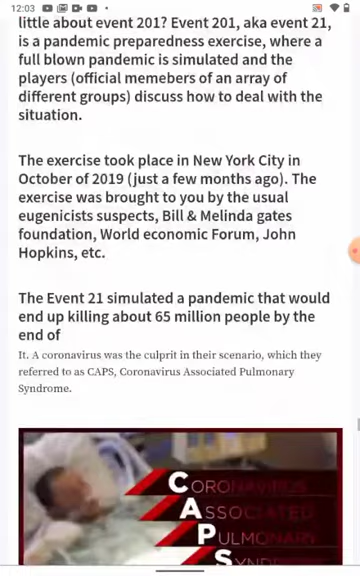 12:03
little about event 201? Event 201, aka event 21,
is a pandemic preparedness exercise, where a
full blown pandemic is simulated and the
players (official memebers of an array of
different groups) discuss how to deal with the
situation.
The exercise took place in New York City in
October of 2019 (just a few months ago). The
exercise was brought to you by the usual
eugenicists suspects, Bill & Melinda gates
foundation, World economic Forum, John
Hopkins, etc.
The Event 21 simulated a pandemic that would
end up killing about 65 million people by the
end of
It. A coronavirus was the culprit in their scenario, which they
referred to as CAPS, Coronavirus Associated Pulmonary
Syndrome.
CORONAVIRUS
ASSOCIATED
PULMONARY
SYNDROME